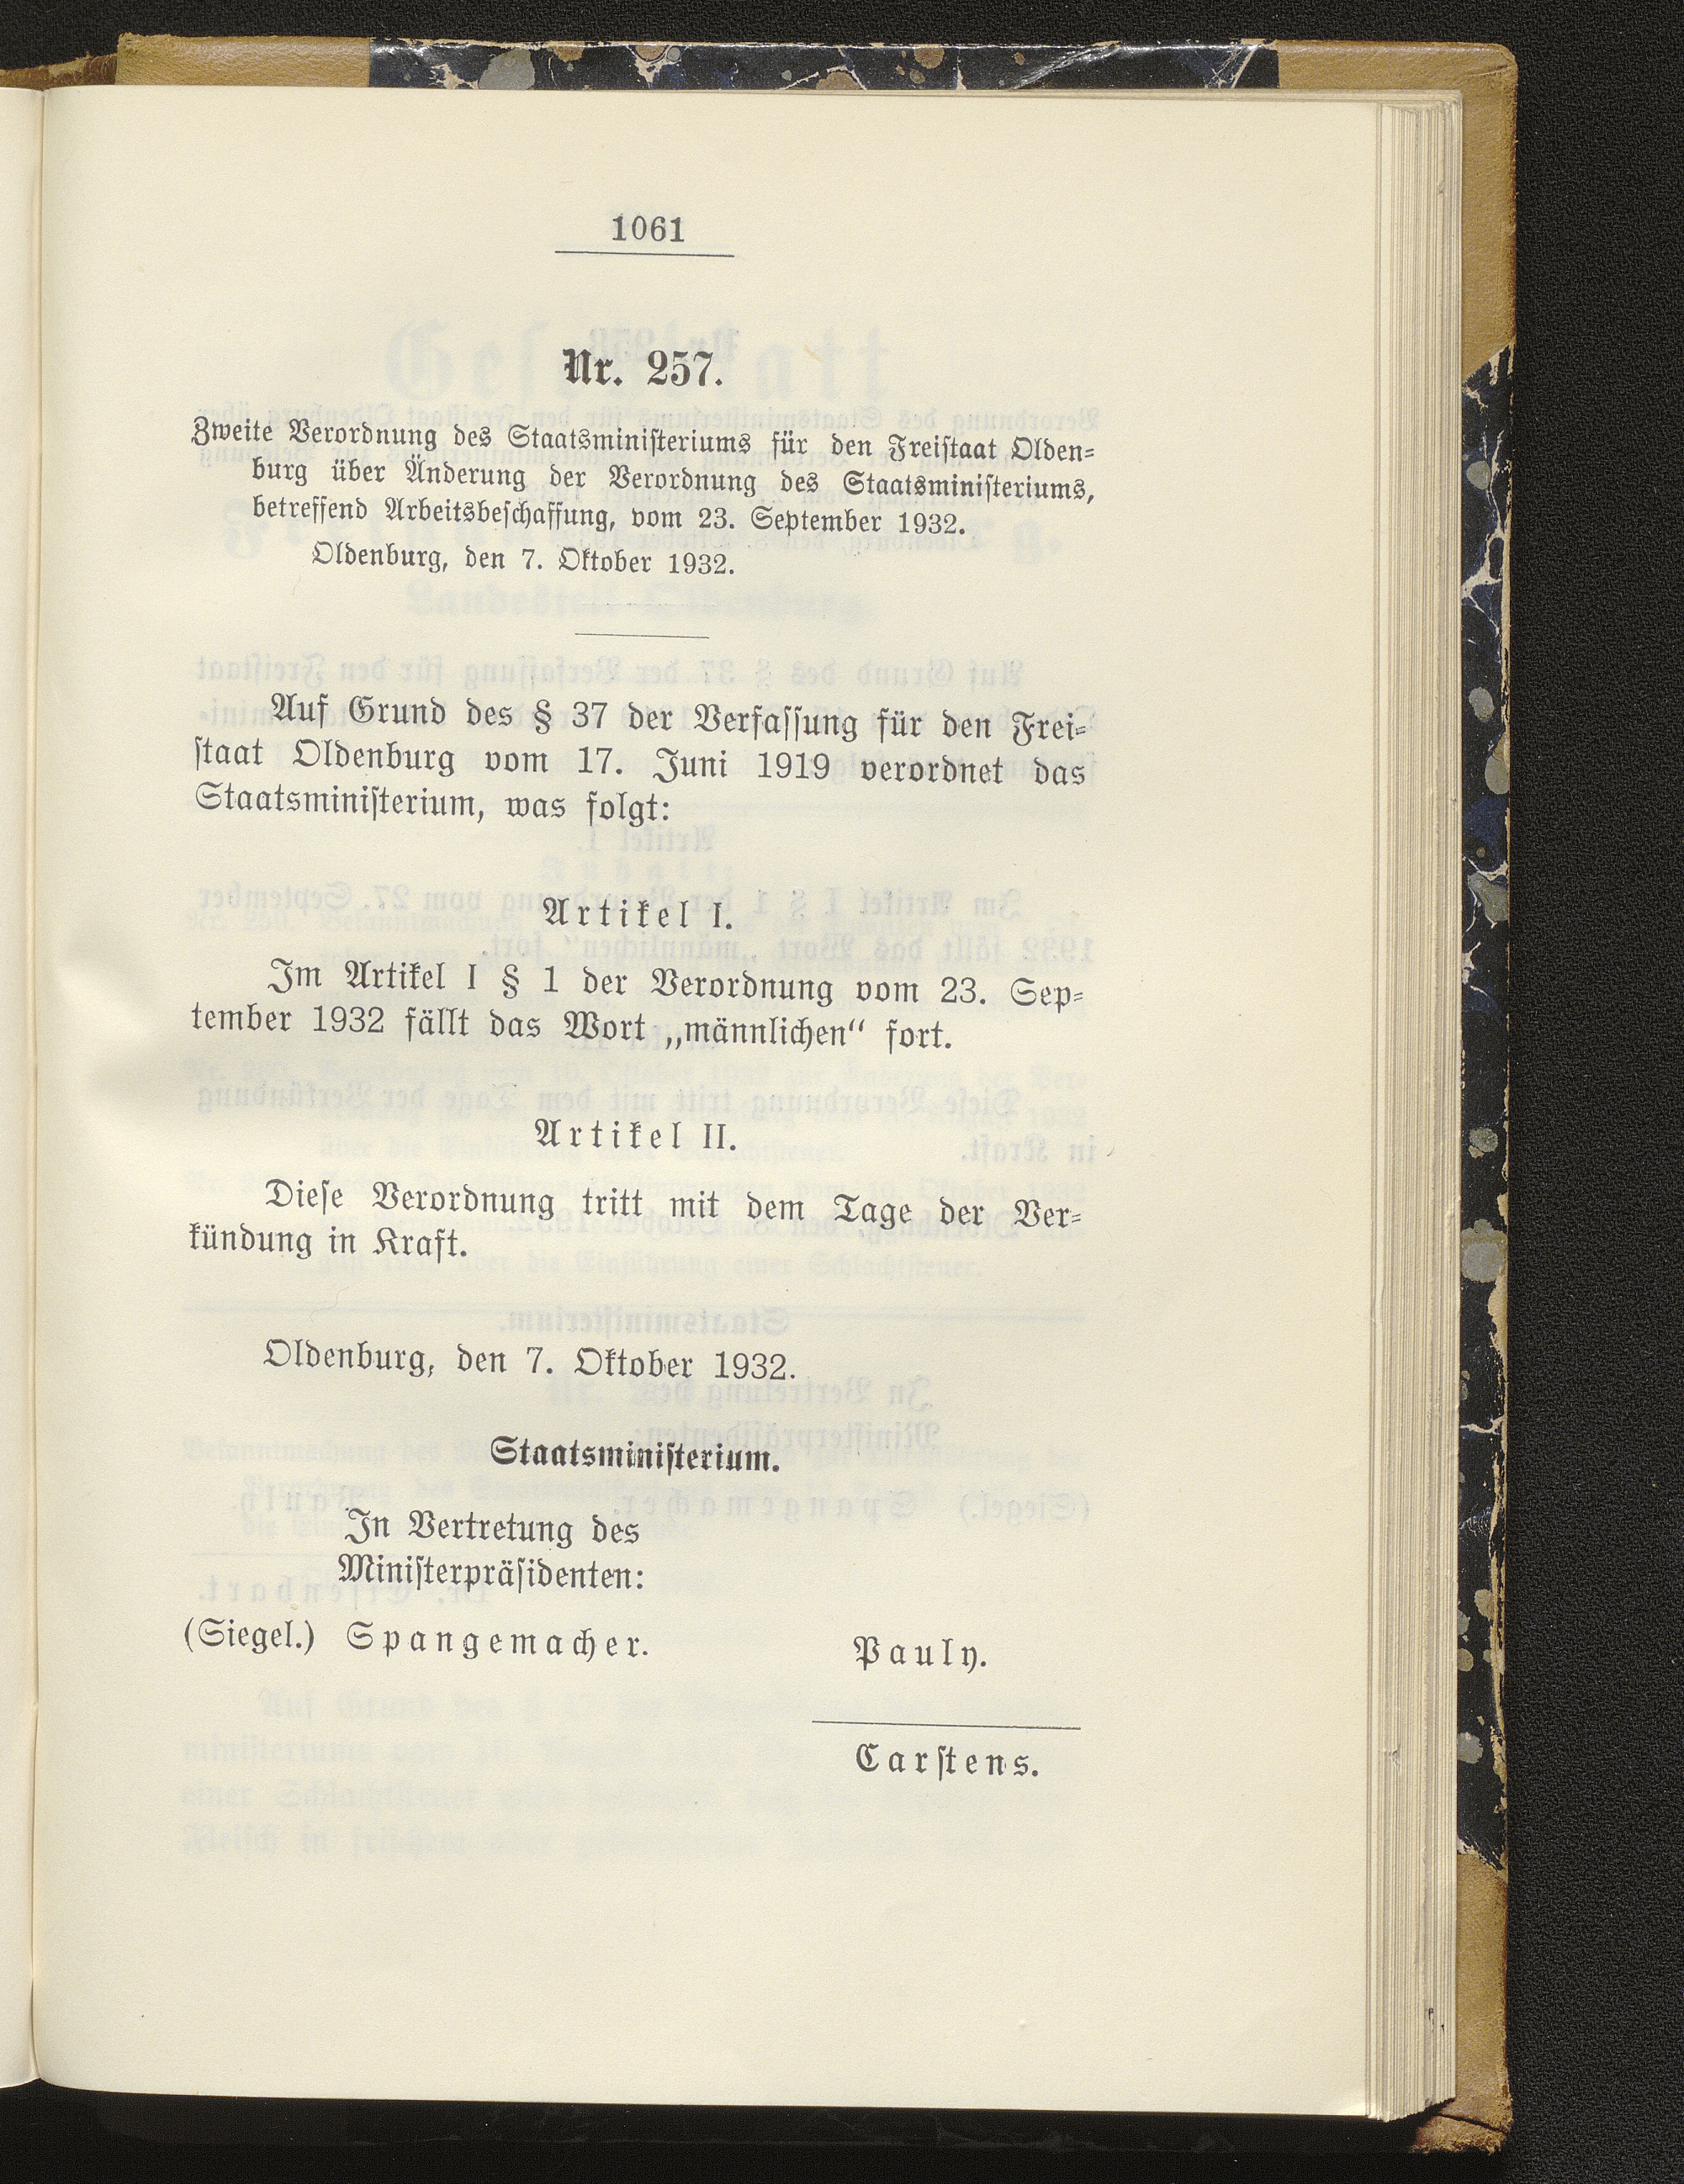 1061
Nr. 257.
Zweite Verordnung des Staatsministeriums für den Freistaat Olden-
burg über Änderung der Verordnung des Staatsministeriums,
betreffend Arbeitsbeschaffung, vom 23. September 1932.
Oldenburg, den 7. Oktober 1932.
Auf Grund des § 37 der Verfassung für den Frei-
staat Oldenburg vom 17. Juni 1919 verordnet das
Staatsministerium, was folgt:
Artikel I.
Im Artikel I § 1 der Verordnung vom 23. Sep-
tember 1932 fällt das Wort „männlichen“ fort.
Artikel II.
Diese Verordnung tritt mit dem Tage der Ver-
kündung in Kraft.
Oldenburg, den 7. Oktober 1932.
Staatsministerium.
In Vertretung des
Ministerpräsidenten:
(Siegel.) Spangemacher. Pauly.
Carstens.